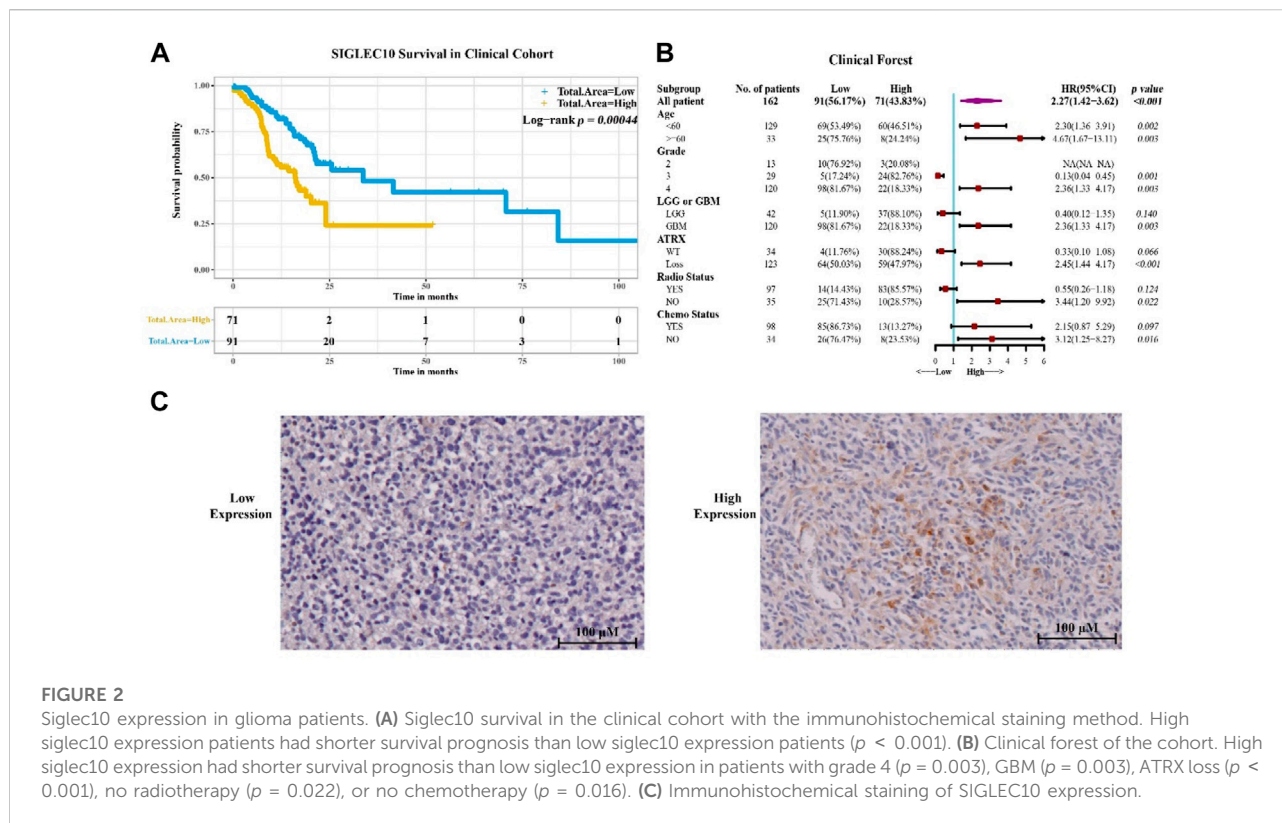 A
SIGLEC10 Survival in Clinical Cohort
1.00
0.75
0.50
0.25
0.00
Survival probability
Total.Area=Low
Total.Area=High
Log-rank p = 0.00044
0 25 50 75 100
Time in months
Total.Area=High 71 2 1 0 0
Total.Area=Low 91 20 7 3 1
0 25 50 75 100
Time in months
B
Clinical Forest
Subgroup No. of patients Low High HR(95%CI) p value
All patient 162 91(56.17%) 71(43.83%) 2.27(1.42-3.62) <0.001
Age
<60 129 69(53.49%) 60(46.51%) 2.30(1.36 3.91) 0.002
>=60 33 25(75.76%) 8(24.24%) 4.67(1.67-13.11) 0.003
Grade
2 13 10(76.92%) 3(20.08%) NA(NA NA)
3 29 5(17.24%) 24(82.76%) 0.13(0.04 0.45) 0.001
4 120 98(81.67%) 22(18.33%) 2.36(1.33 4.17) 0.003
LGG or GBM
LGG 42 5(11.90%) 37(88.10%) 0.40(0.12-1.35) 0.140
GBM 120 98(81.67%) 22(18.33%) 2.36(1.33 4.17) 0.003
ATRX
WT 34 4(11.76%) 30(88.24%) 0.33(0.10 1.08) 0.066
Loss 123 64(50.03%) 59(47.97%) 2.45(1.44 4.17) <0.001
Radio Status
YES 97 14(14.43%) 83(85.57%) 0.55(0.26-1.18) 0.124
NO 35 25(71.43%) 10(28.57%) 3.44(1.20 9.92) 0.022
Chemo Status
YES 98 85(86.73%) 13(13.27%) 2.15(0.87 5.29) 0.097
NO 34 26(76.47%) 8(23.53%) 3.12(1.25-8.27) 0.016
0 1 2 3 4 5 6
<----Low High---->
C
Low
Expression
100 μM
High
Expression
100 μM
FIGURE 2
Siglec10 expression in glioma patients. (A) Siglec10 survival in the clinical cohort with the immunohistochemical staining method. High
siglec10 expression patients had shorter survival prognosis than low siglec10 expression patients (p < 0.001). (B) Clinical forest of the cohort. High
siglec10 expression had shorter survival prognosis than low siglec10 expression in patients with grade 4 (p = 0.003), GBM (p = 0.003), ATRX loss (p <
0.001), no radiotherapy (p = 0.022), or no chemotherapy (p = 0.016). (C) Immunohistochemical staining of SIGLEC10 expression.